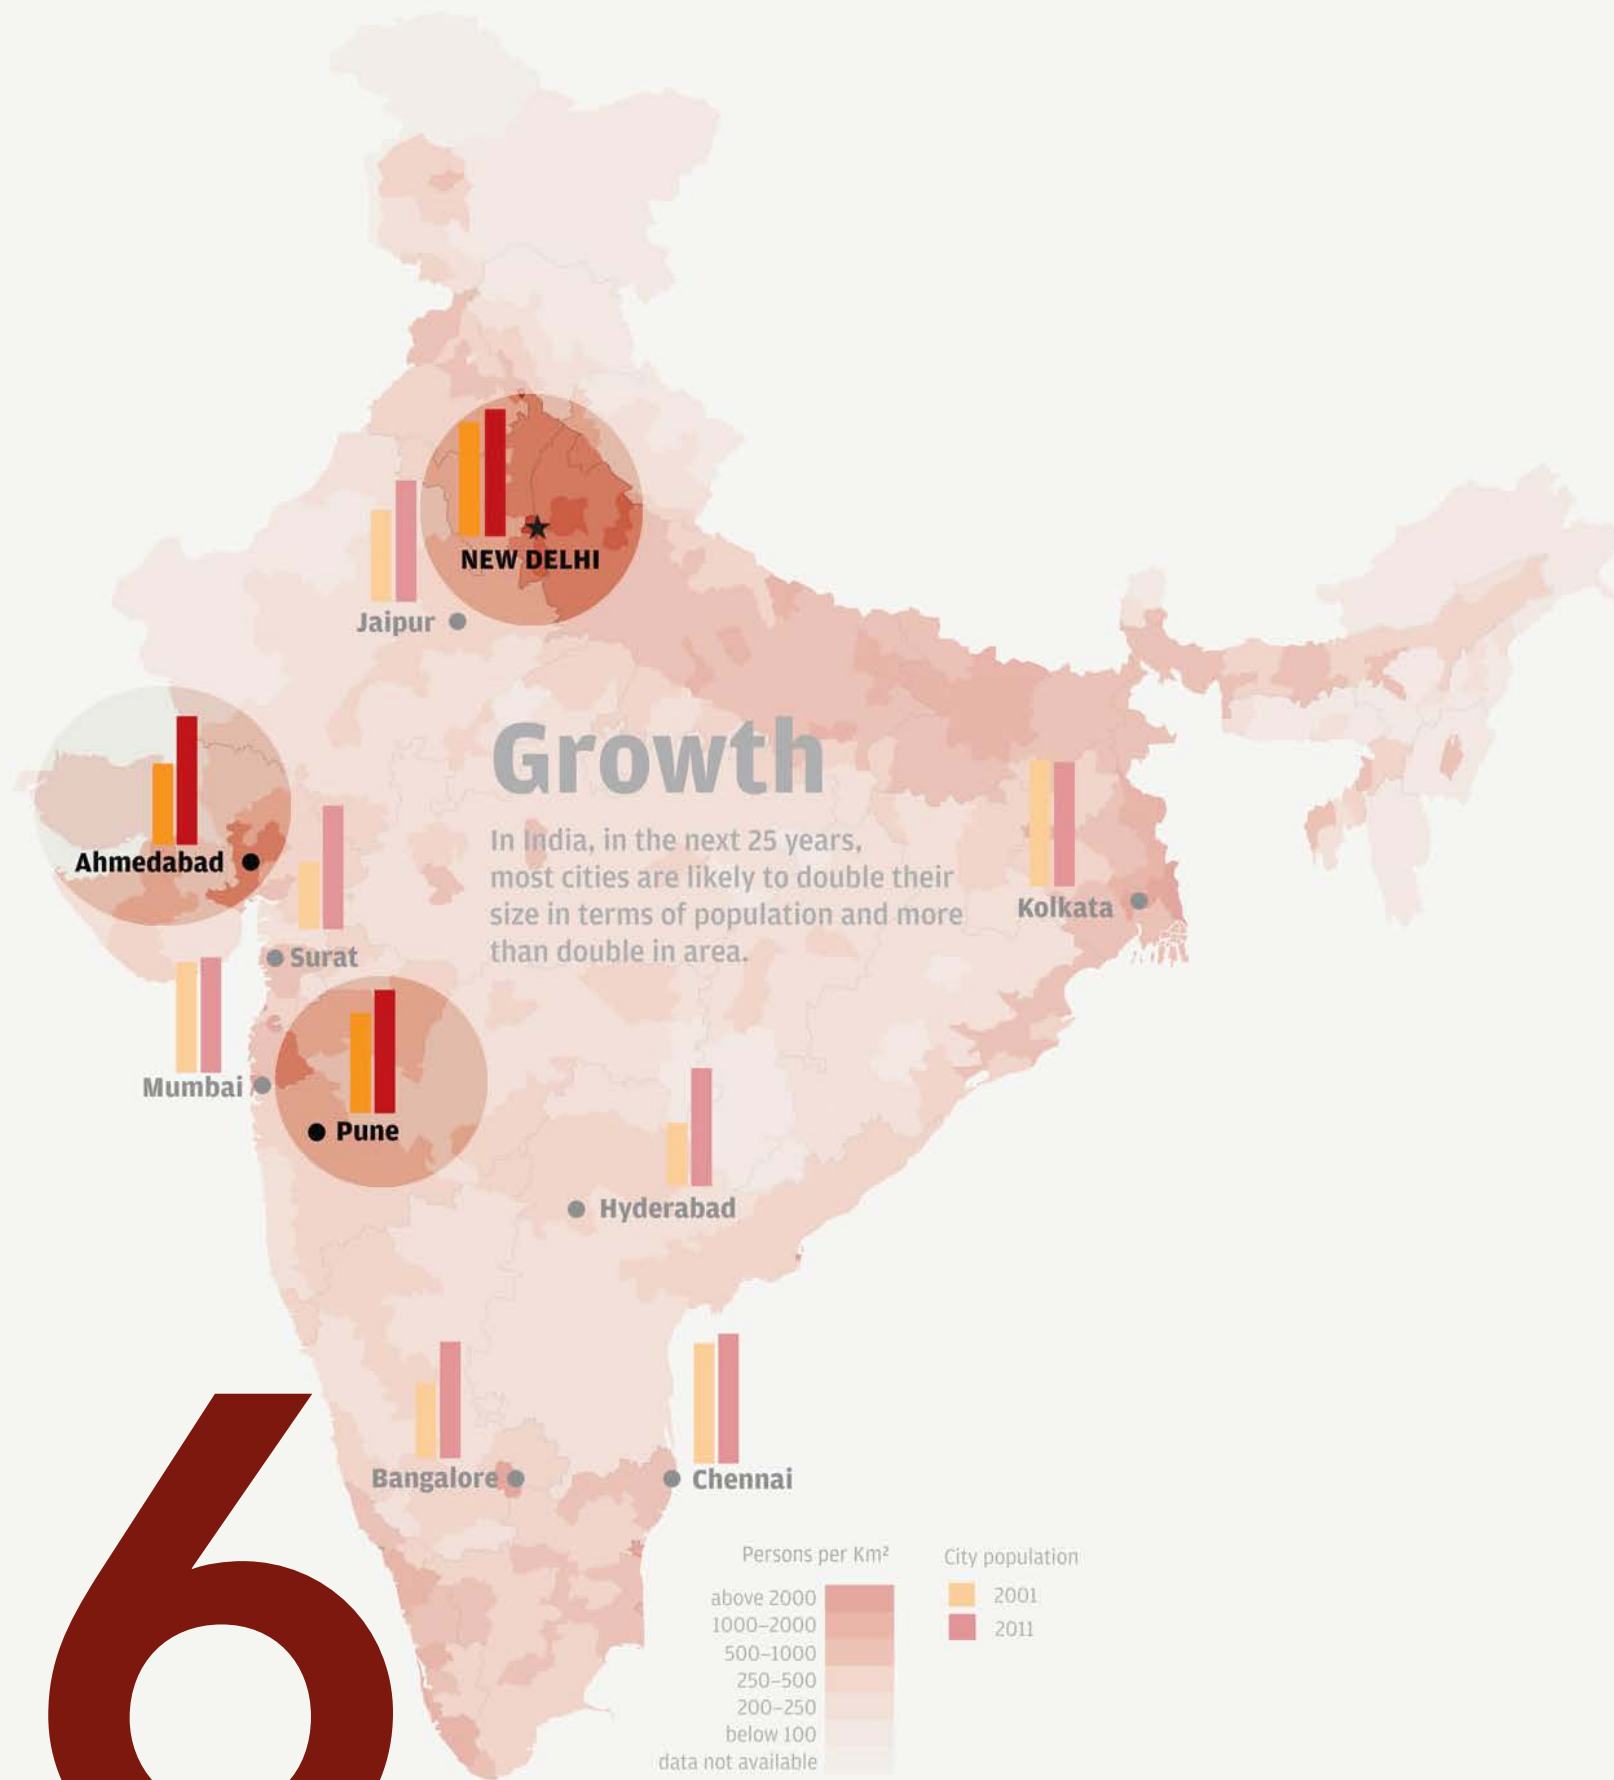 NEW DELHI
Jaipur
Growth
In India, in the next 25 years,
most cities are likely to double their
size in terms of population and more
than double in area.
Ahmedabad
Kolkata
Surat
Mumbai
Pune
Hyderabad
Bangalore
Chennai
6
Persons per Km²
above 2000
1000–2000
500–1000
250–500
200–250
below 100
data not available
City population
2001
2011